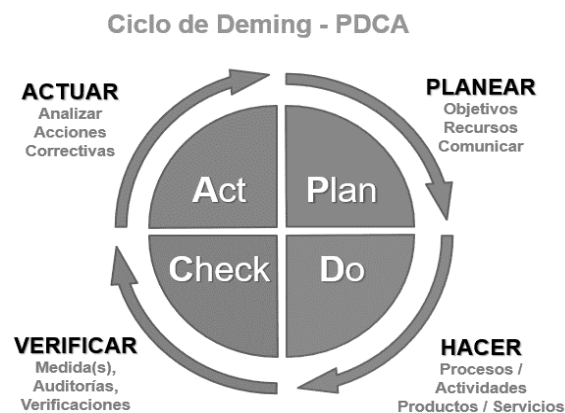 Ciclo de Deming - PDCA
ACTUAR
Analizar
Acciones
Correctivas
PLANEAR
Objetivos
Recursos
Comunicar
Act
Plan
Check
Do
VERIFICAR
Medida(s),
Auditorías,
Verificaciones
HACER
Procesos /
Actividades
Productos / Servicios